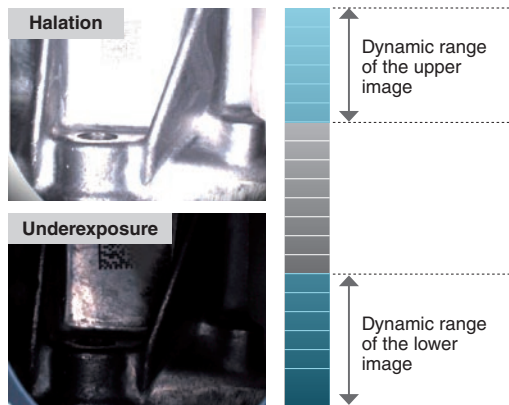 Halation
Dynamic range
of the upper
image
Underexposure
Dynamic range
of the lower
image